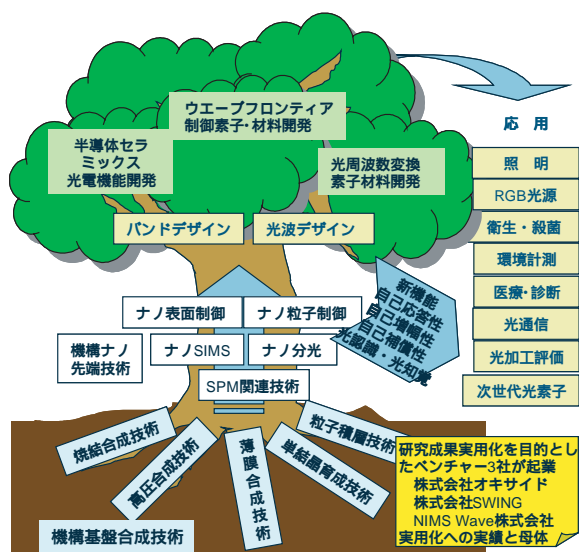 ウエーブフロンティア
制御素子・材料開発
半導体セラ
ミックス
光電機能開発
光周波数変換
素子材料開発
バンドデザイン
光波デザイン
ナノ表面制御
ナノ粒子制御
機構ナノ
先端技術
ナノSIMS
ナノ分光
SPM関連技術
新機能
自己応答性
自己増幅性
自己補償性
光認識・光知覚
焼結合成技術
高圧合成技術
薄膜合成技術
単結晶育成技術
粒子積層技術
機構基盤合成技術
応用
照明
RGB光源
衛生・殺菌
環境計測
医療・診断
光通信
光加工評価
次世代光素子
研究成果実用化を目的とし
たベンチャー3社が起業
株式会社オキサイド
株式会社SWING
NIMS Wave株式会社
実用化への実績と母体